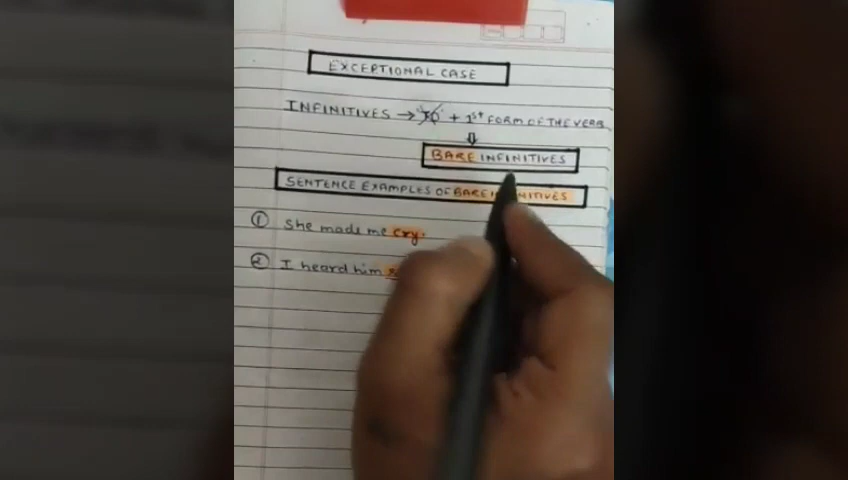 EXCEPTIONAL CASE
INFINITIVES → "TO" + 1st FORM OF THE VERB
BARE INFINITIVES
SENTENCE EXAMPLES OF BARE INFINITIVES
① She made me cry.
② I heard him